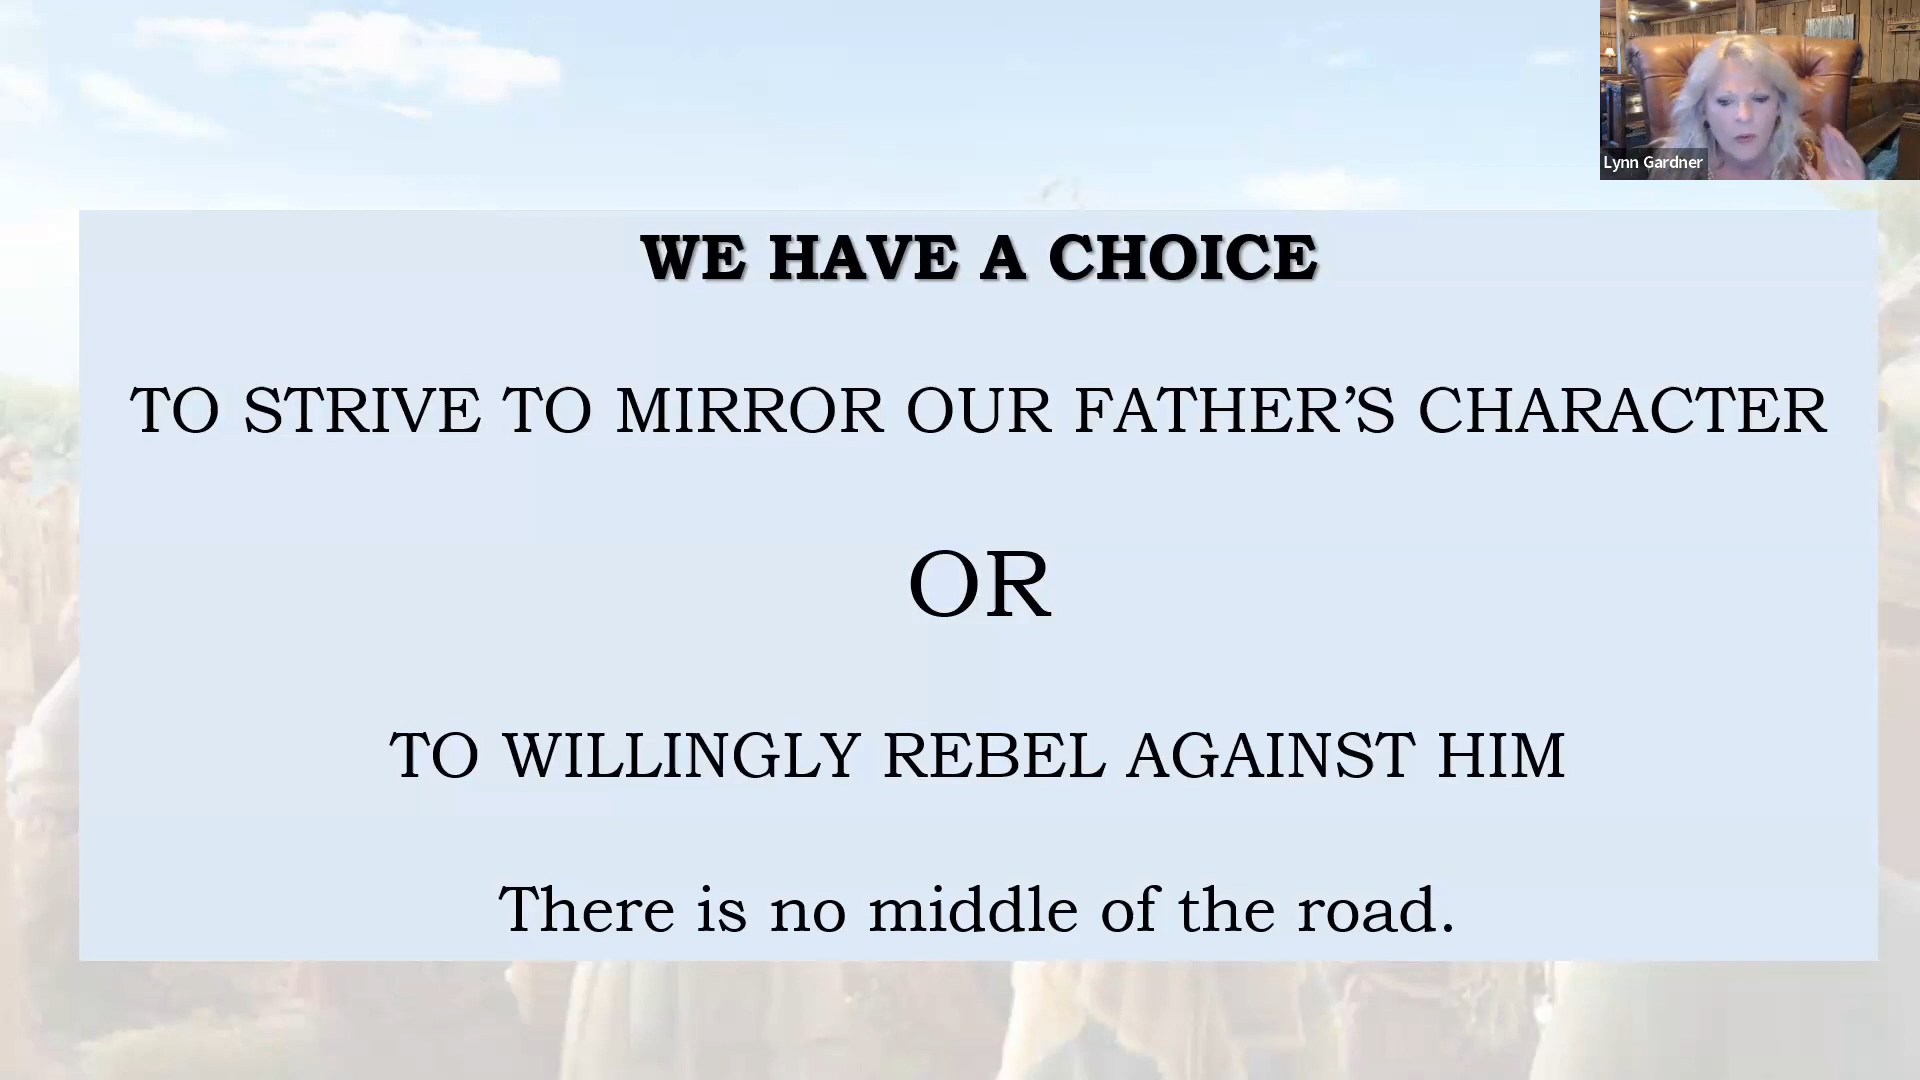 Lynn Gardner
WE HAVE A CHOICE
TO STRIVE TO MIRROR OUR FATHER’S CHARACTER
OR
TO WILLINGLY REBEL AGAINST HIM
There is no middle of the road.